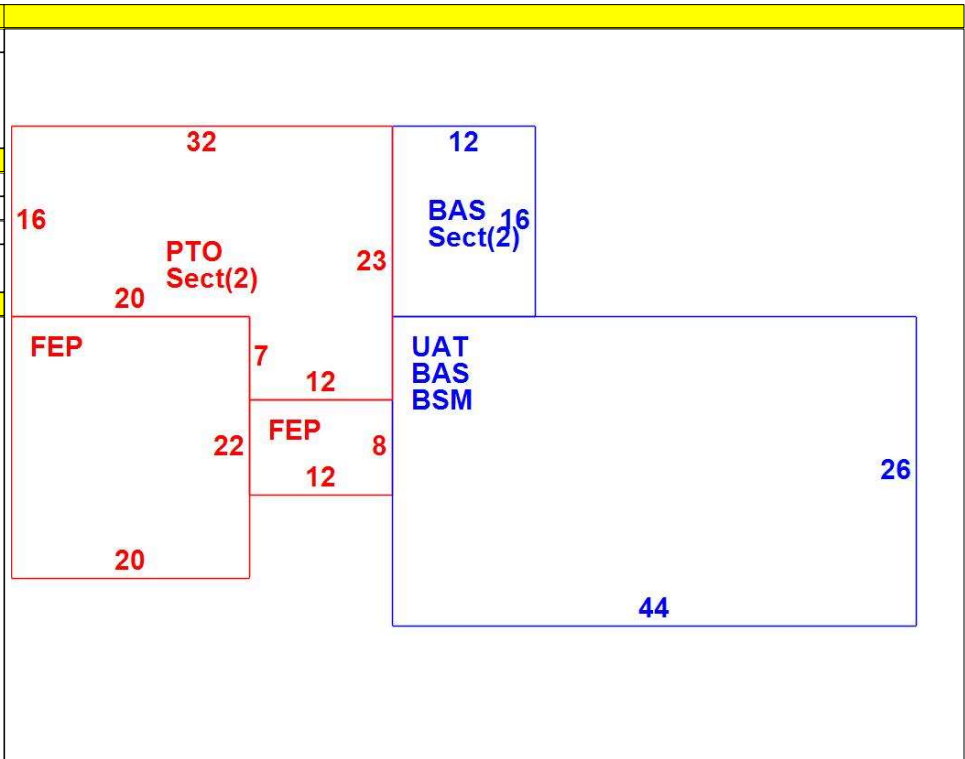 32
12
16
BAS
16
Sect(2)
PTO
Sect(2)
23
20
FEP
7
UAT
BAS
BSM
12
FEP
22
8
12
26
20
44